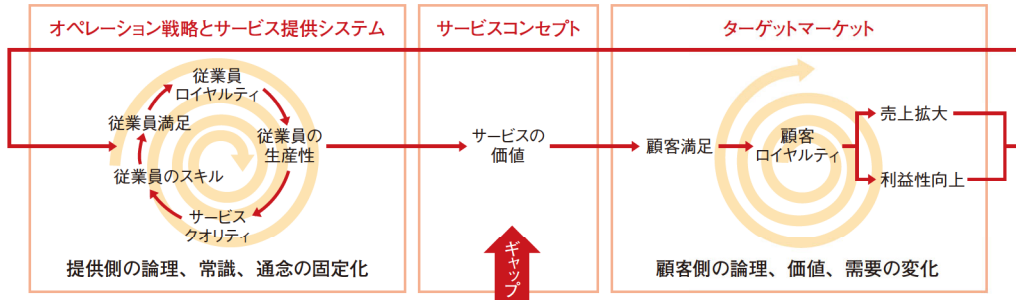 オペレーション戦略とサービス提供システム
従業員
ロイヤルティ
従業員満足
従業員の
生産性
従業員のスキル
サービス
クオリティ
提供側の論理、常識、通念の固定化
サービスコンセプト
サービスの
価値
ギャップ
ターゲットマーケット
顧客満足
顧客
ロイヤルティ
売上拡大
利益性向上
顧客側の論理、価値、需要の変化